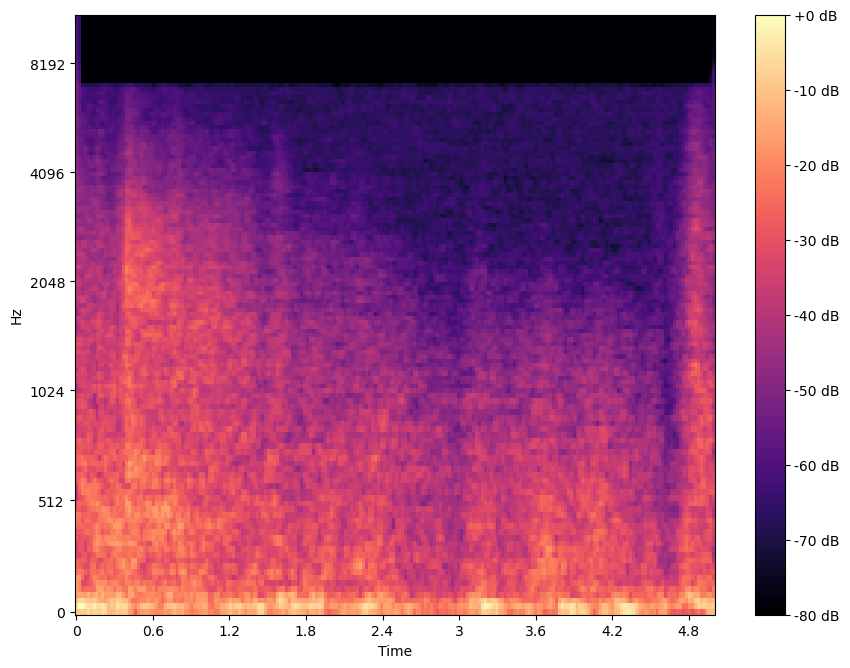 +0 dB
8192
-10 dB
-20 dB
4096
-30 dB
2048
-40 dB
Hz
1024
-50 dB
-60 dB
512
-70 dB
0
-80 dB
0 0.6 1.2 1.8 2.4 3 3.6 4.2 4.8
Time